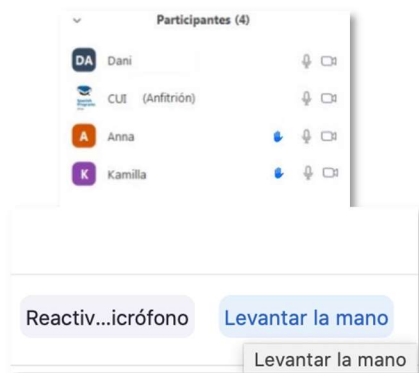 Participantes (4)
DA Dani
CUI (Anfitrión)
A Anna
K Kamilla
Reactiv...icrófono Levantar la mano
Levantar la mano